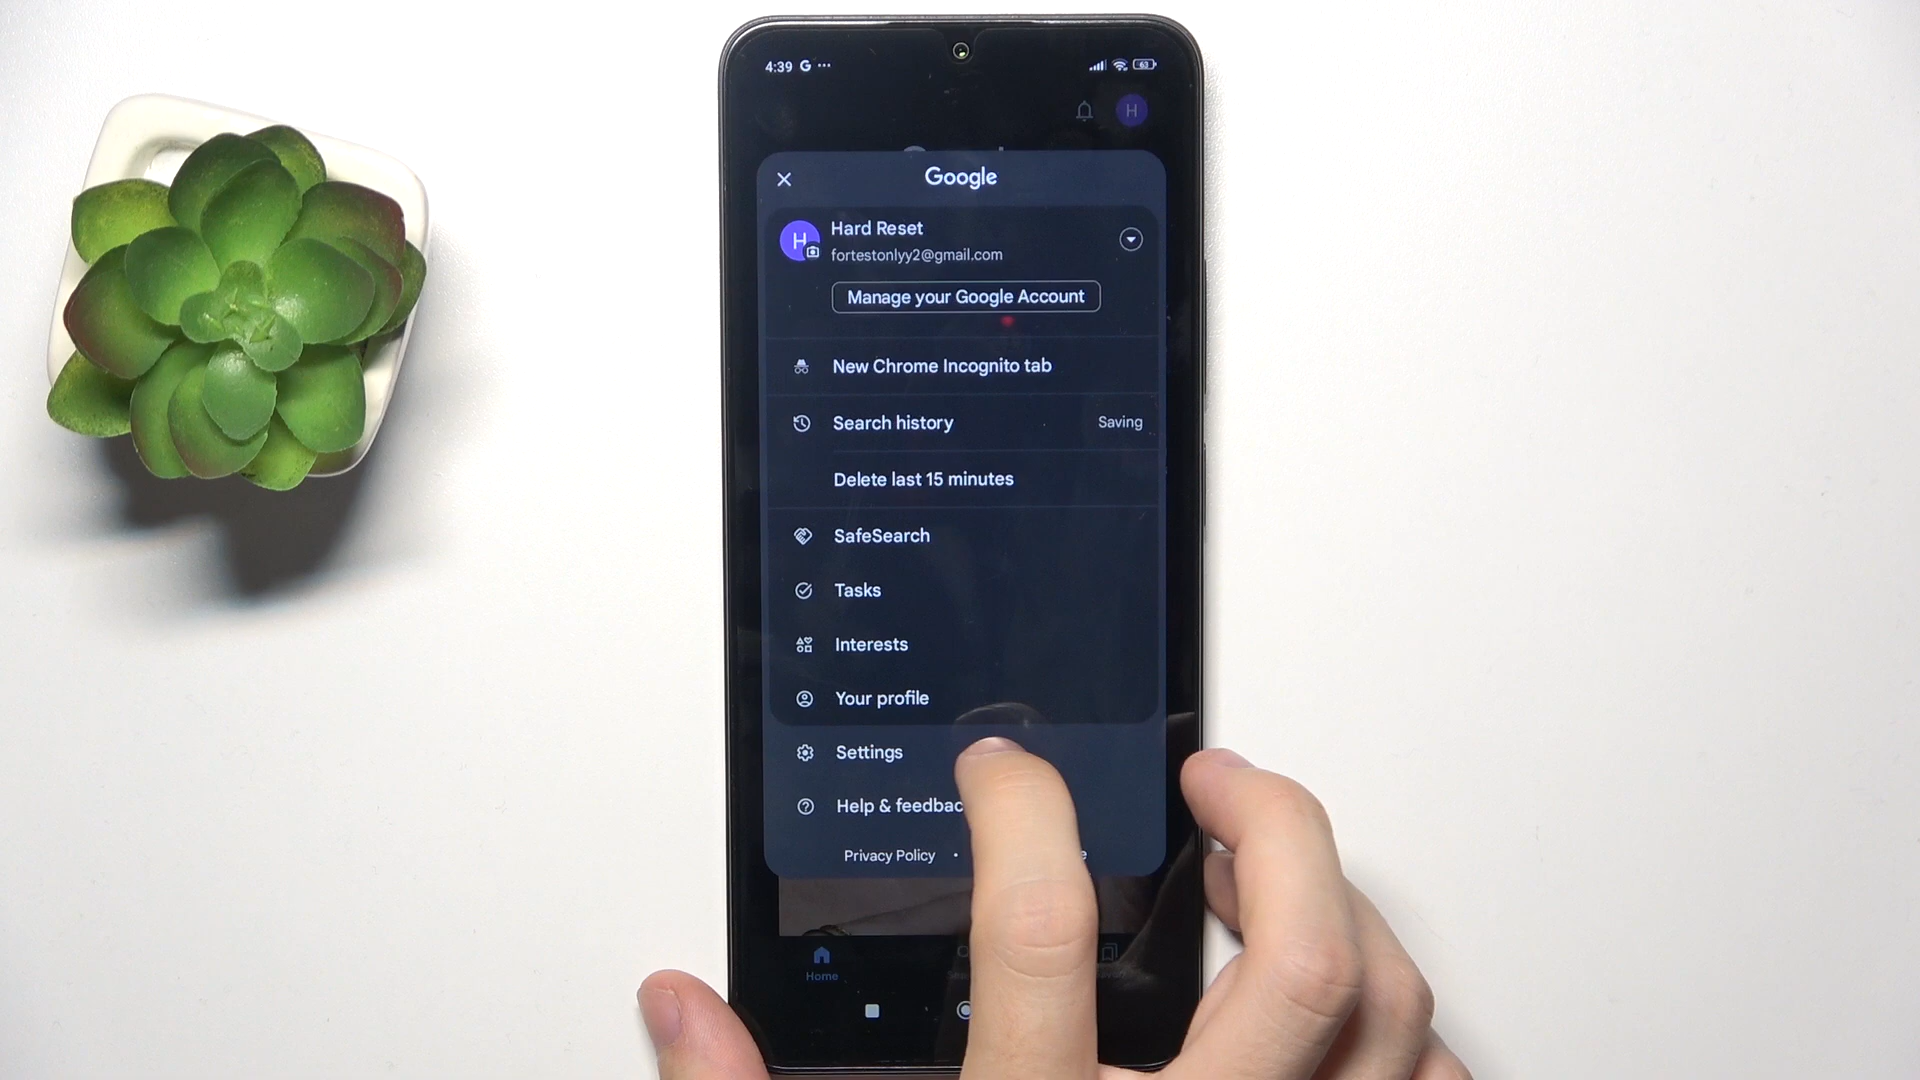 4:39 G ...
63
H
Google
H
Hard Reset
fortestonlyy2@gmail.com
Manage your Google Account
New Chrome Incognito tab
Search history Saving
Delete last 15 minutes
SafeSearch
Tasks
Interests
Your profile
Settings
Help &
Privacy Policy •
Home